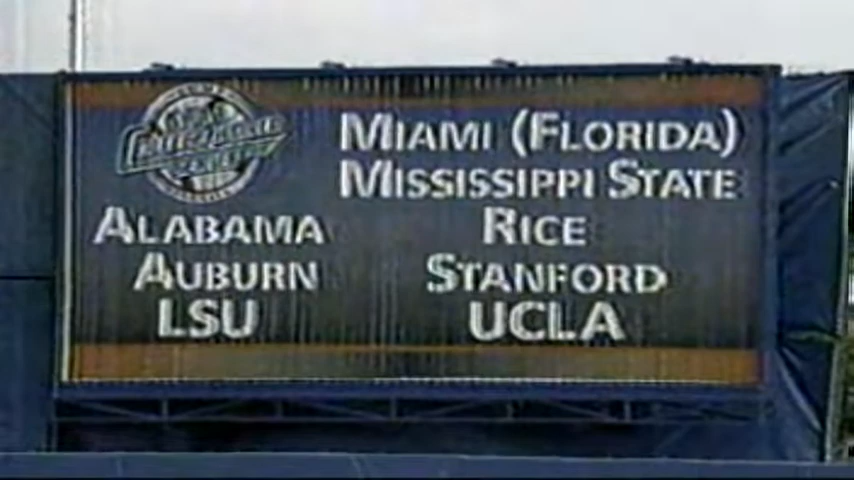 Miami (Florida)
Mississippi State
Alabama
Rice
Auburn
Stanford
LSU
UCLA